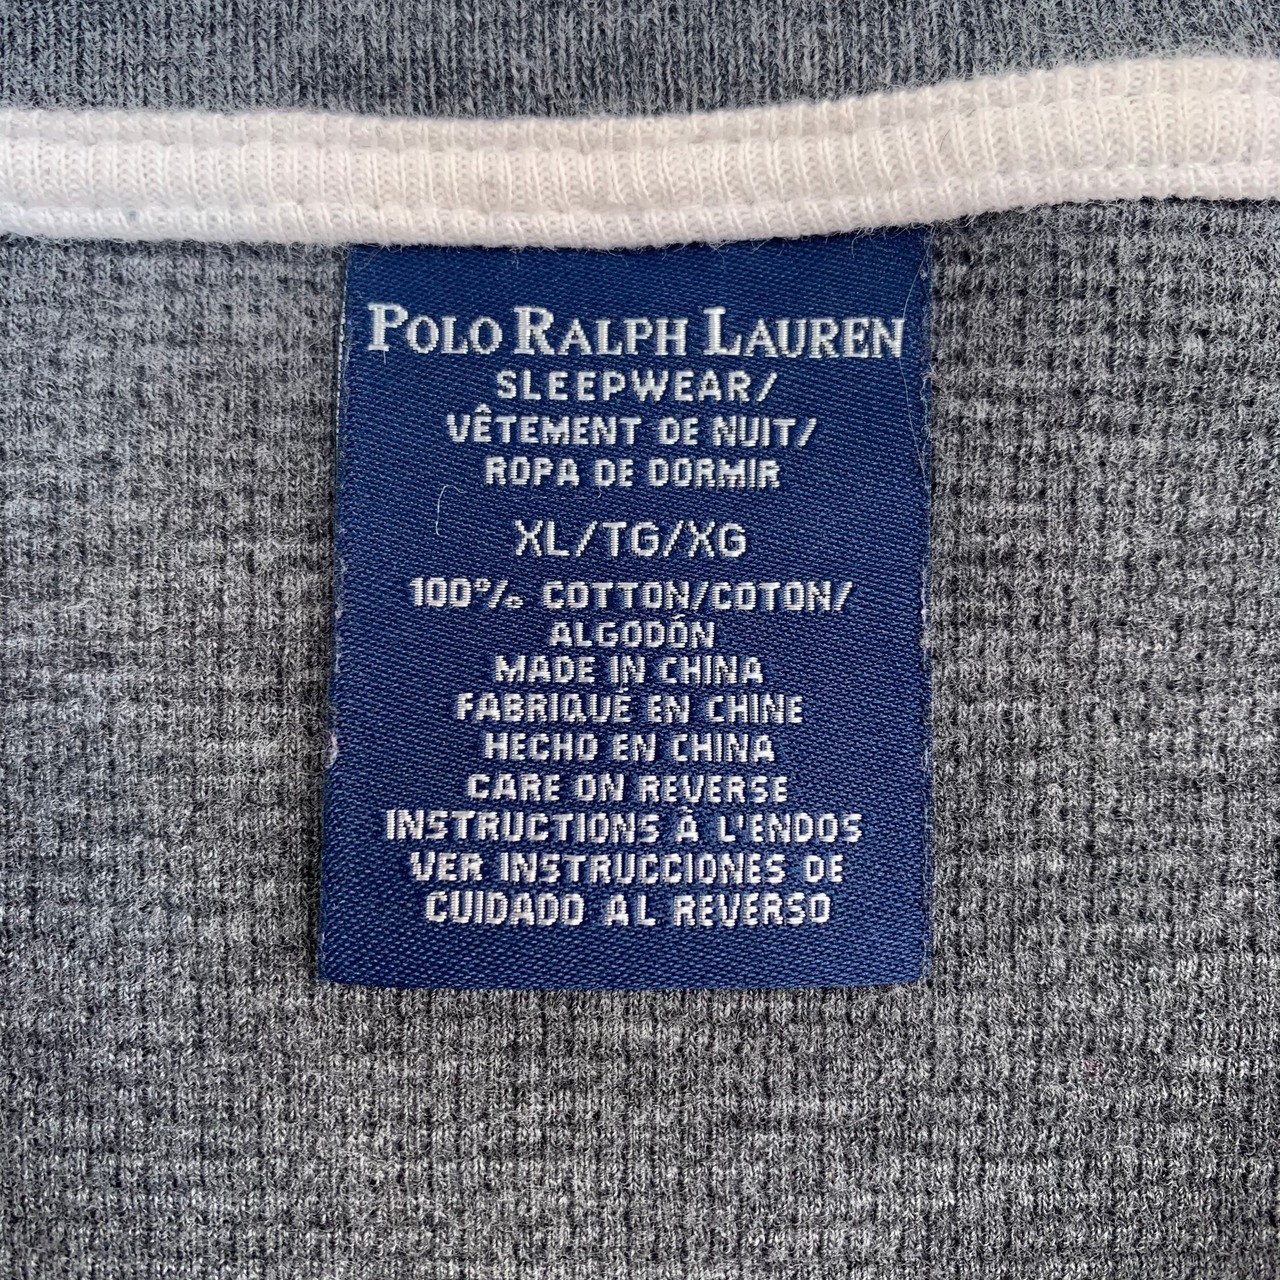 POLO RALPH LAUREN
SLEEPWEAR/
VÊTEMENT DE NUIT/
ROPA DE DORMIR
XL/TG/XG
100% COTTON/COTON/
ALGODÓN
MADE IN CHINA
FABRIQUÉ EN CHINE
HECHO EN CHINA
CARE ON REVERSE
INSTRUCTIONS À L'ENDOS
VER INSTRUCCIONES DE
CUIDADO AL REVERSO